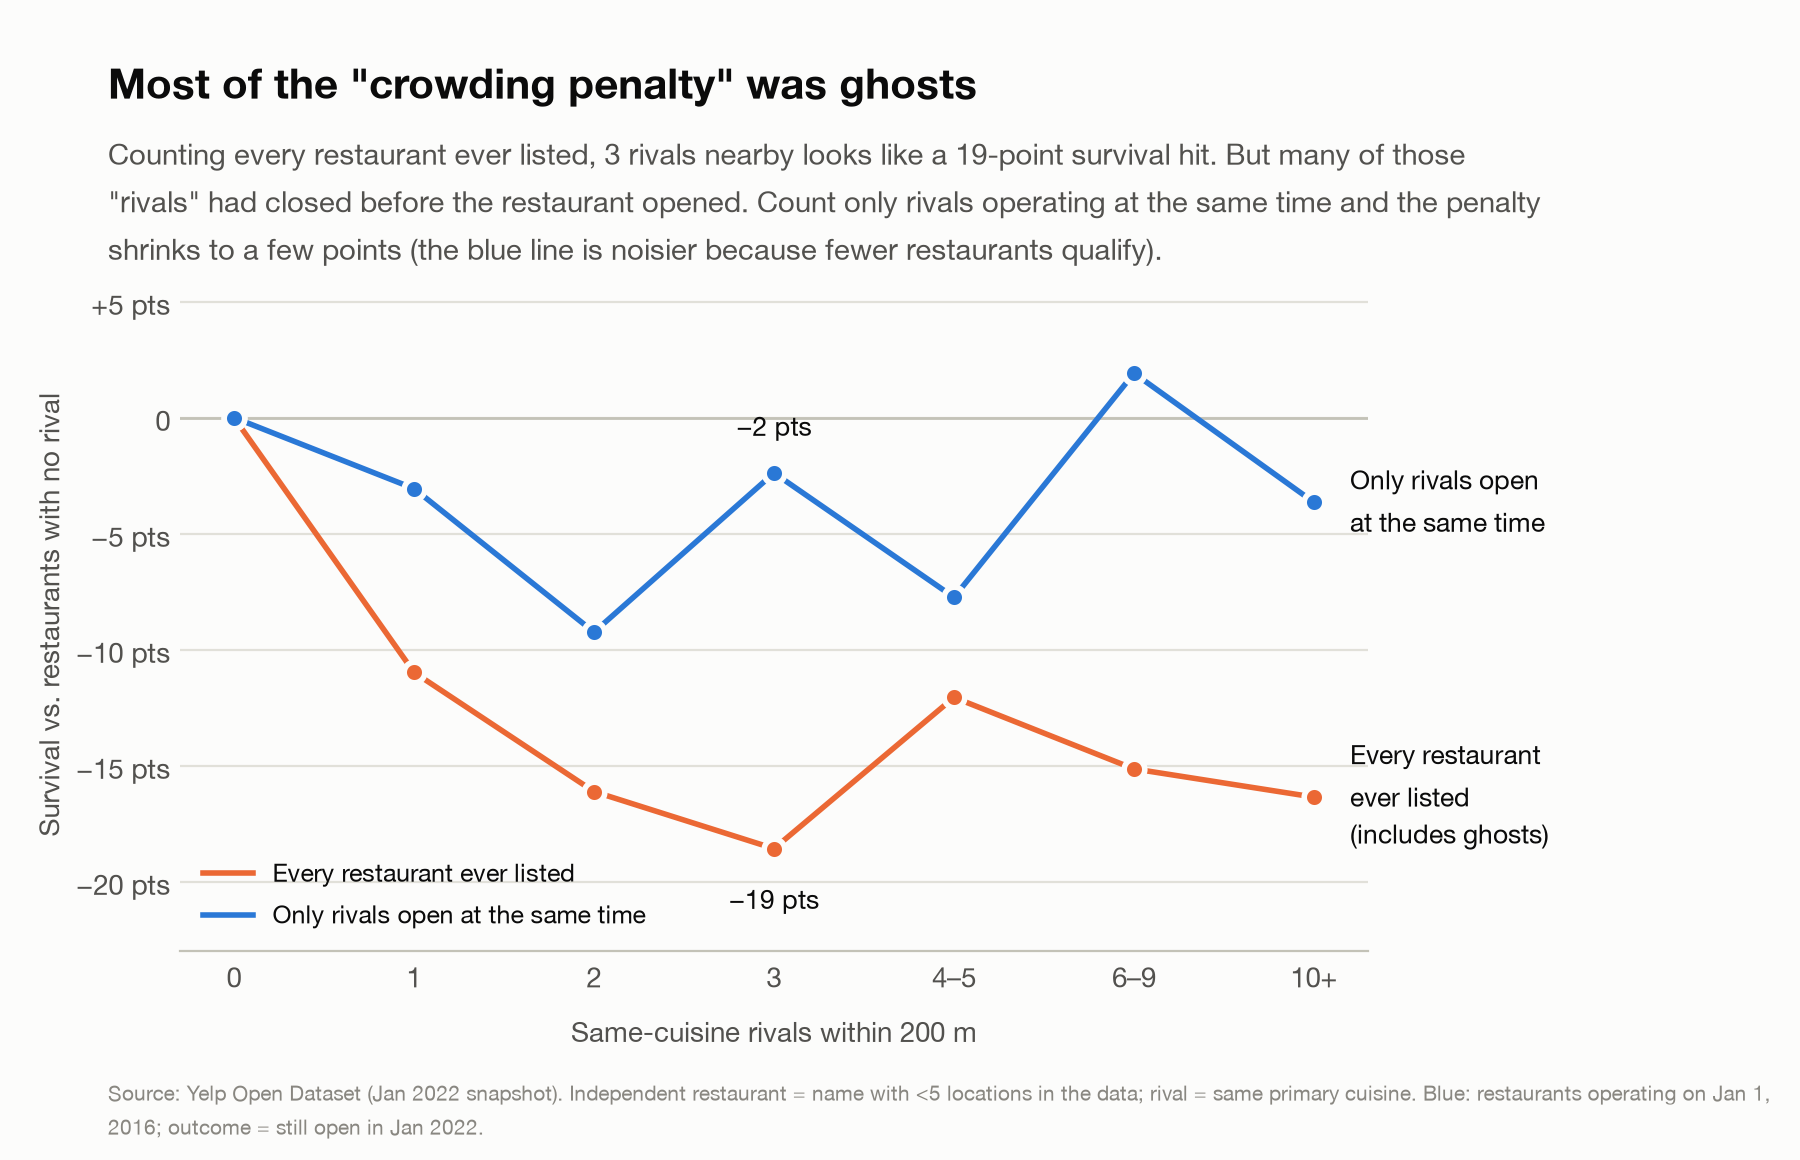 Most of the "crowding penalty" was ghosts
Counting every restaurant ever listed, 3 rivals nearby looks like a 19-point survival hit. But many of those
"rivals" had closed before the restaurant opened. Count only rivals operating at the same time and the penalty
shrinks to a few points (the blue line is noisier because fewer restaurants qualify).
Survival vs. restaurants with no rival
+5 pts
0
−5 pts
−10 pts
−15 pts
−20 pts
−2 pts
−19 pts
Only rivals open
at the same time
Every restaurant
ever listed
(includes ghosts)
Every restaurant ever listed
Only rivals open at the same time
0
1
2
3
4–5
6–9
10+
Same-cuisine rivals within 200 m
Source: Yelp Open Dataset (Jan 2022 snapshot). Independent restaurant = name with <5 locations in the data; rival = same primary cuisine. Blue: restaurants operating on Jan 1,
2016; outcome = still open in Jan 2022.